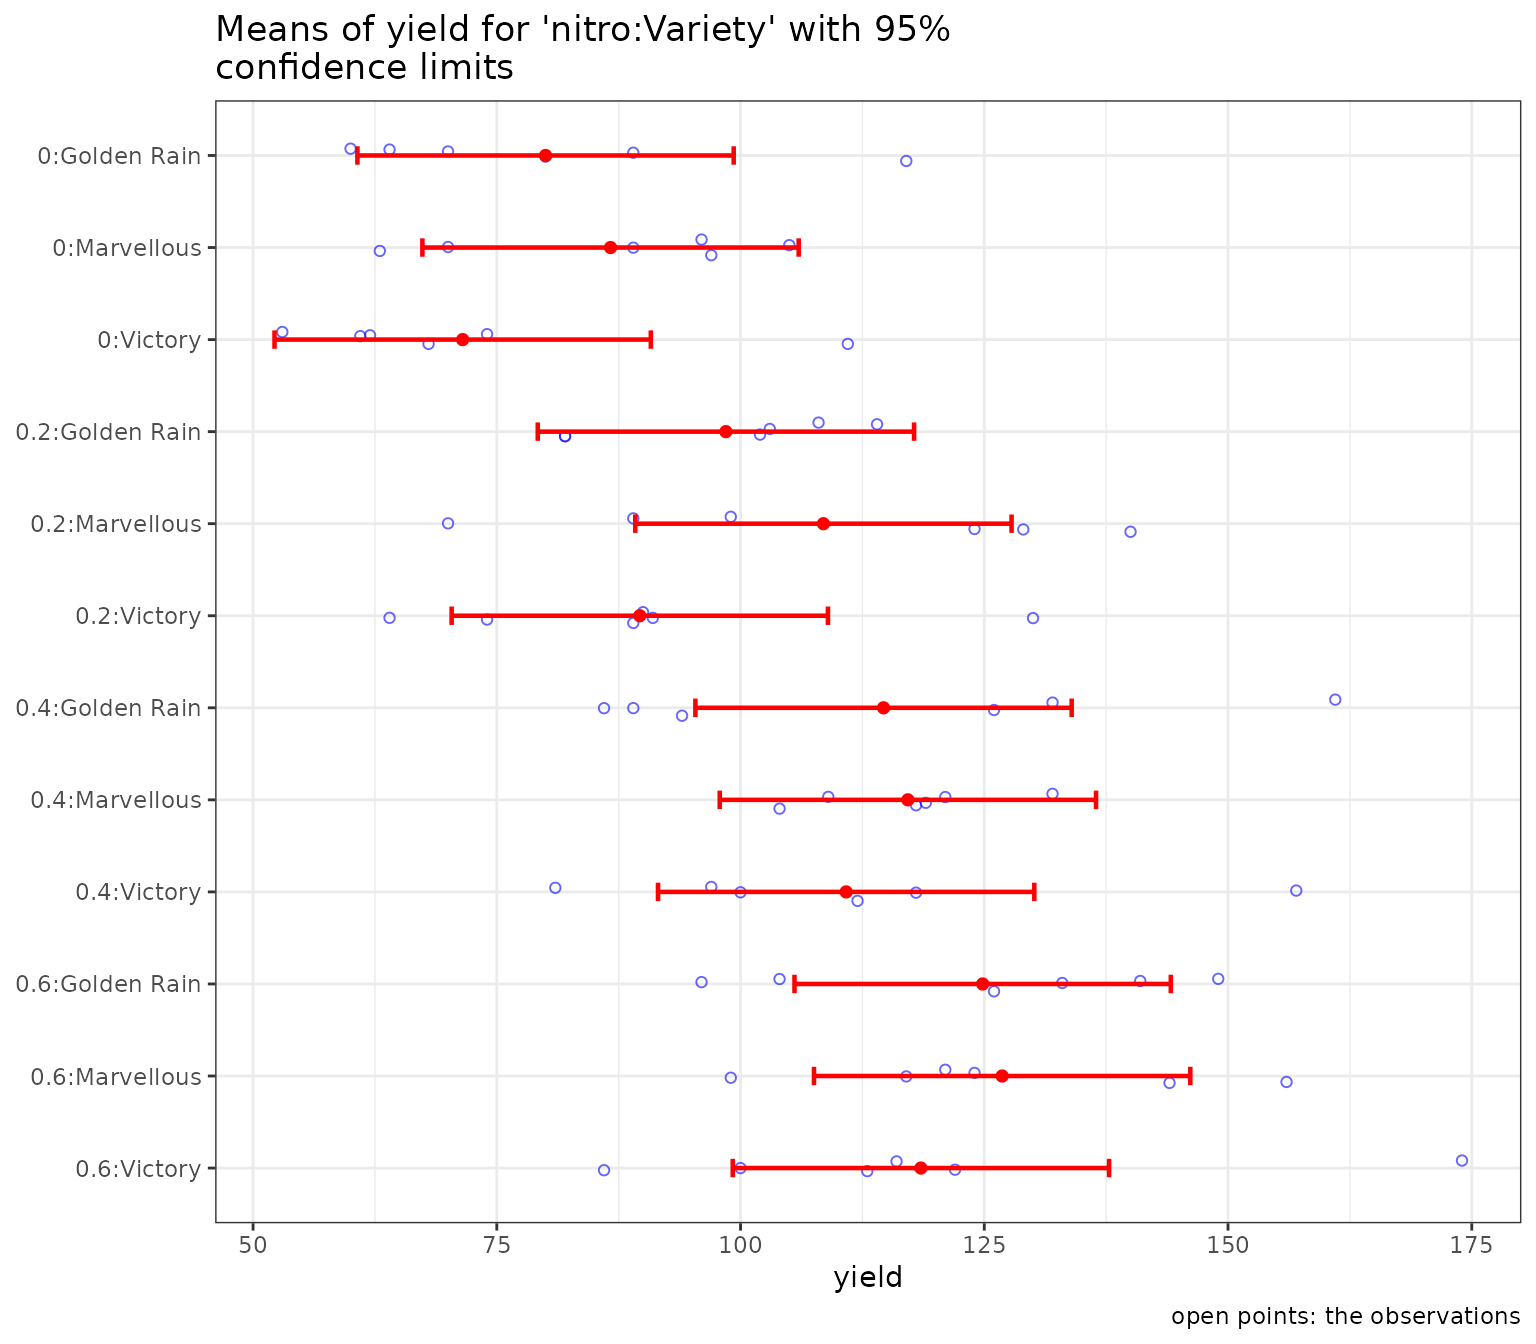 Means of yield for 'nitro:Variety' with 95%
confidence limits
0:Golden Rain
0:Marvellous
0:Victory
0.2:Golden Rain
0.2:Marvellous
0.2:Victory
0.4:Golden Rain
0.4:Marvellous
0.4:Victory
0.6:Golden Rain
0.6:Marvellous
0.6:Victory
50 75 100 125 150 175
yield
open points: the observations